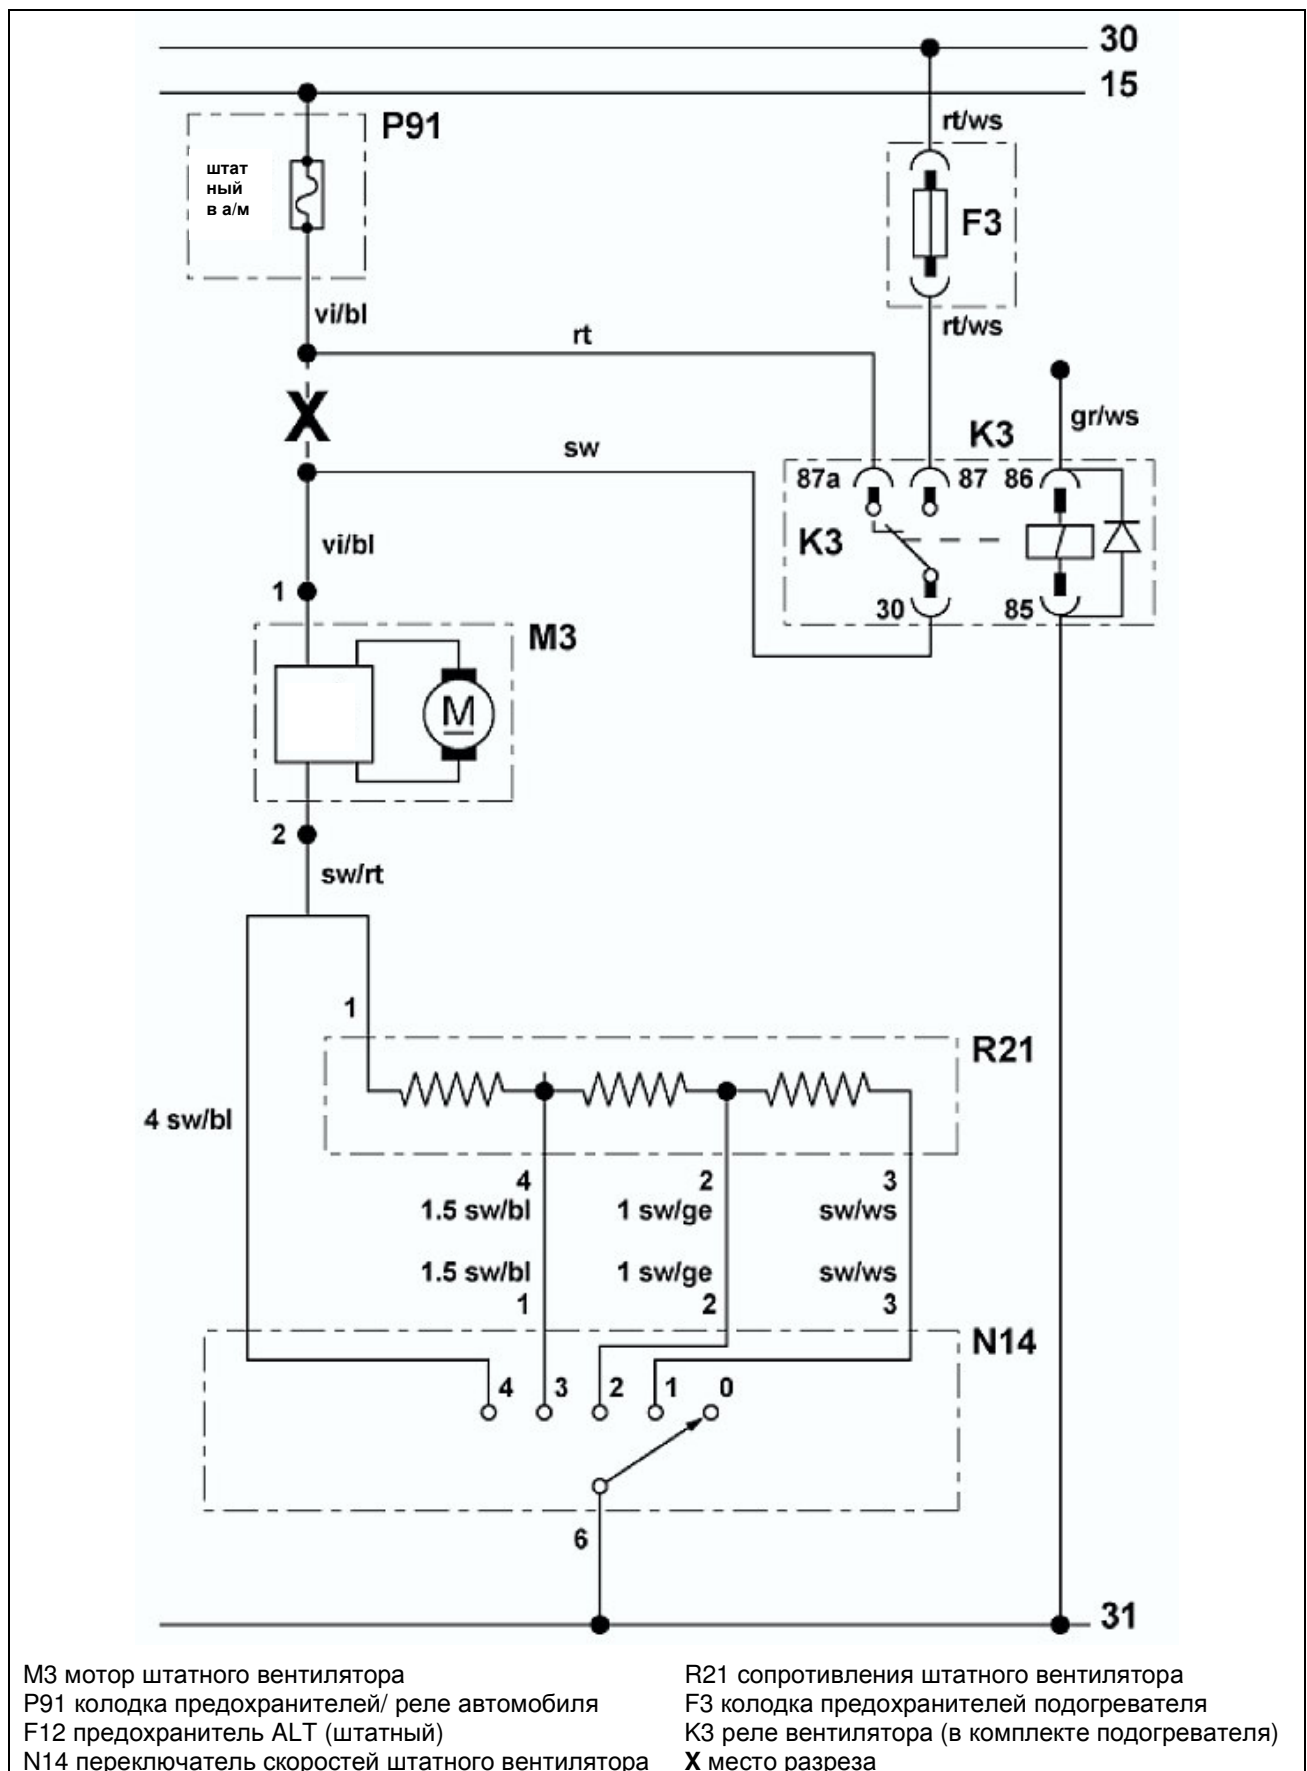 30
15
P91
штат
ный
в а/м
rt/ws
F3
vi/bl
rt/ws
rt
X
gr/ws
K3
sw
87a
87
86
K3
vi/bl
1
30
85
M3
M
2
sw/rt
1
R21
4 sw/bl
4
2
3
1.5 sw/bl
1 sw/ge
sw/ws
1.5 sw/bl
1 sw/ge
sw/ws
1
2
3
N14
4
3
2
1
0
6
31
М3 мотор штатного вентилятора
R21 сопротивления штатного вентилятора
P91 колодка предохранителей/ реле автомобиля
F3 колодка предохранителей подогревателя
F12 предохранитель ALT (штатный)
К3 реле вентилятора (в комплекте подогревателя)
N14 переключатель скоростей штатного вентилятора
X место разреза